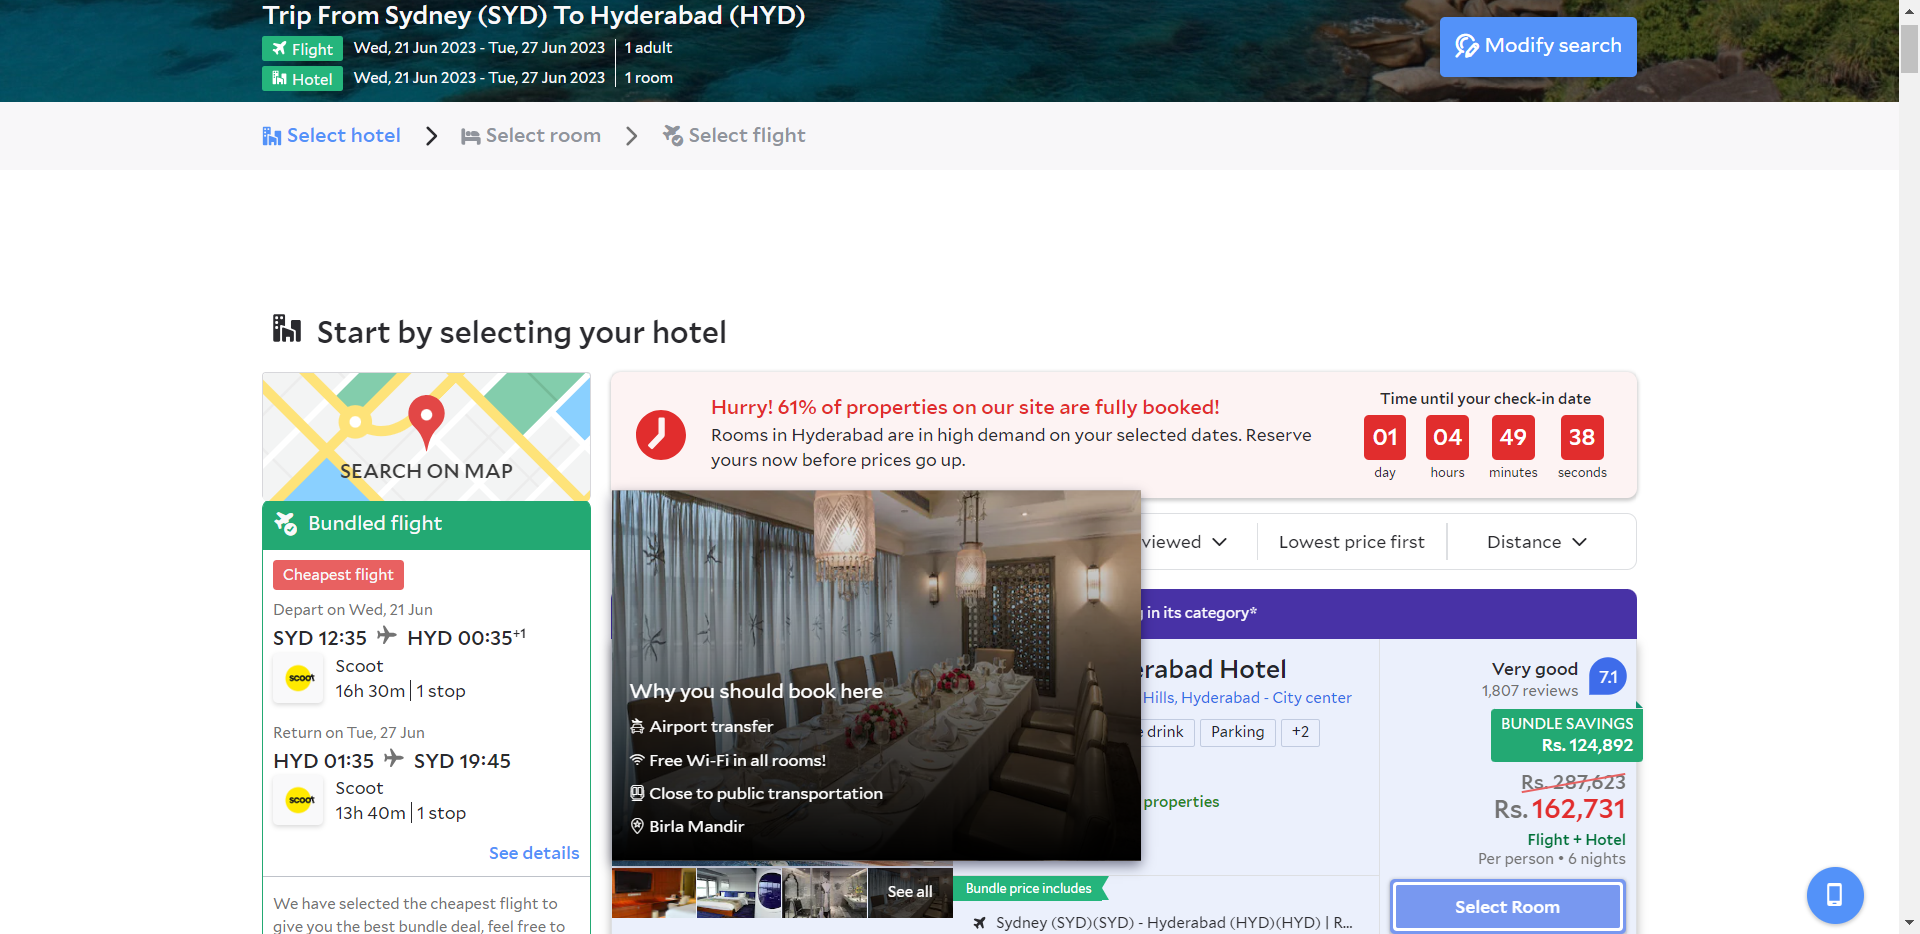 Trip From Sydney (SYD) To Hyderabad (HYD)
Flight Wed, 21 Jun 2023 - Tue, 27 Jun 2023 1 adult
Hotel Wed, 21 Jun 2023 - Tue, 27 Jun 2023 1 room
Modify search
Select hotel Select room Select flight
Start by selecting your hotel
SEARCH ON MAP
Bundled flight
Cheapest flight
Depart on Wed, 21 Jun
SYD 12:35 HYD 00:35+1
scoot
Scoot
16h 30m 1 stop
Return on Tue, 27 Jun
HYD 01:35 SYD 19:45
scoot
Scoot
13h 40m 1 stop
See details
We have selected the cheapest flight to
give you the best bundle deal, feel free to
Hurry! 61% of properties on our site are fully booked!
Rooms in Hyderabad are in high demand on your selected dates. Reserve
yours now before prices go up.
Time until your check-in date
01 04 49 38
day hours minutes seconds
viewed Lowest price first Distance
in its category*
Why you should book here
Airport transfer
Free Wi-Fi in all rooms!
Close to public transportation
Birla Mandir
See all
erabad Hotel
Hills, Hyderabad - City center
drink Parking +2
properties
Bundle price includes
Sydney (SYD)(SYD) - Hyderabad (HYD)(HYD) | R...
Very good
1,807 reviews
7.1
BUNDLE SAVINGS
Rs. 124,892
Rs. 287,623
Rs. 162,731
Flight + Hotel
Per person • 6 nights
Select Room